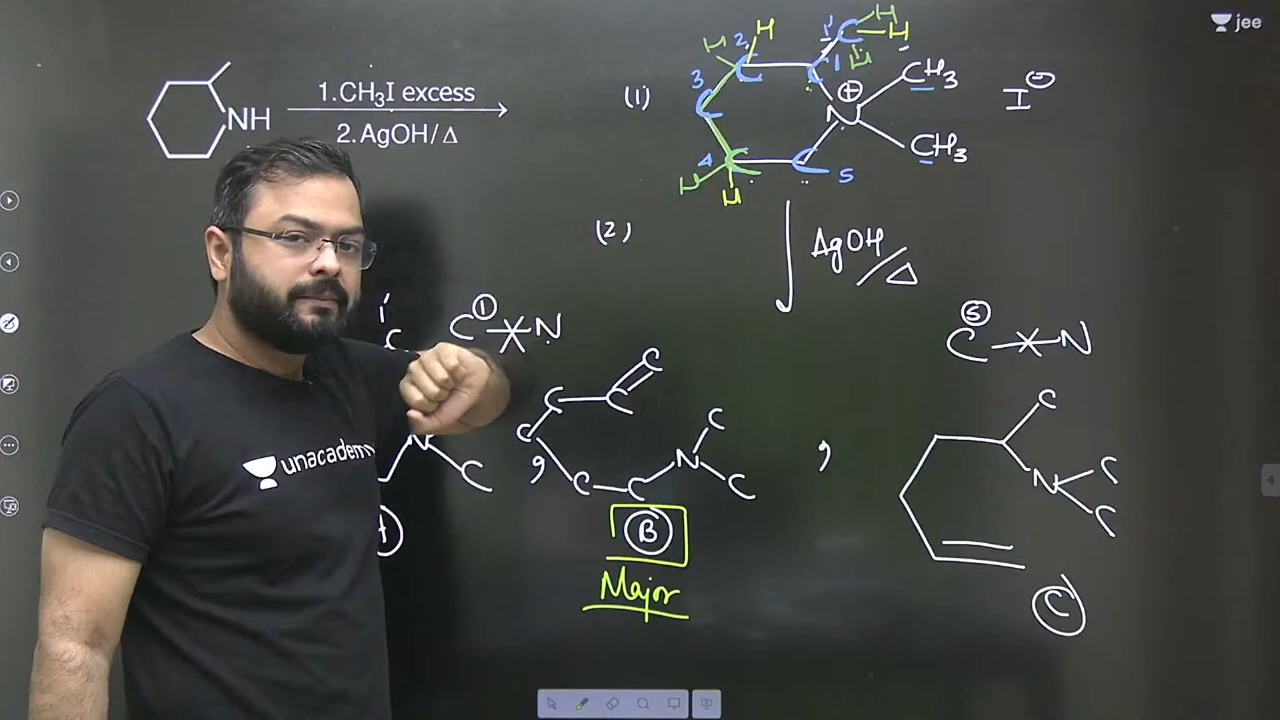 jee
NH
1.CH3I excess
2.AgOH/Δ
(1)
H H
2 C
3 C
4 C
H H
C 5
1' C
H H H
C 1
N ⊕
CH3
CH3
I⊖
(2)
AgOH/Δ
unacademy
1'
C
C ① N
N
C
C
C
C
C
C
C
C
N
C
C
,
B
Major
,
C ⑤ N
C
N
C
C
C